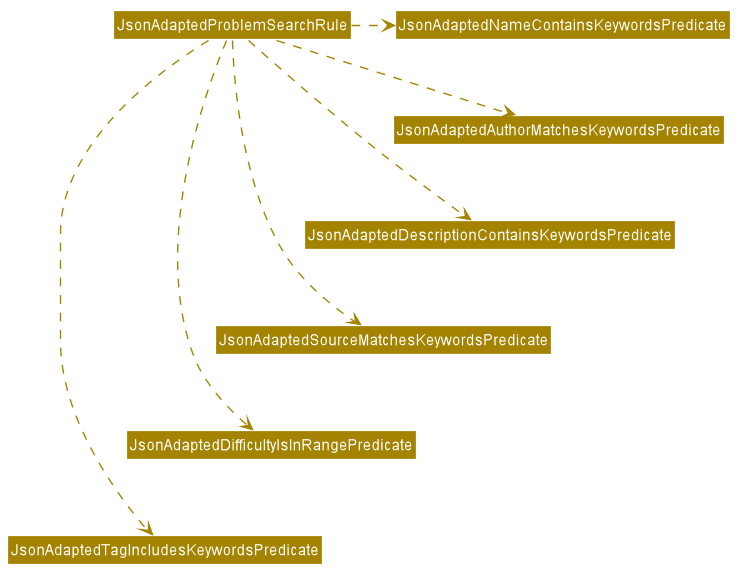 JsonAdaptedProblemSearchRule
JsonAdaptedNameContainsKeywordsPredicate
JsonAdaptedAuthorMatchesKeywordsPredicate
JsonAdaptedDescriptionContainsKeywordsPredicate
JsonAdaptedSourceMatchesKeywordsPredicate
JsonAdaptedDifficultyIsInRangePredicate
JsonAdaptedTagIncludesKeywordsPredicate